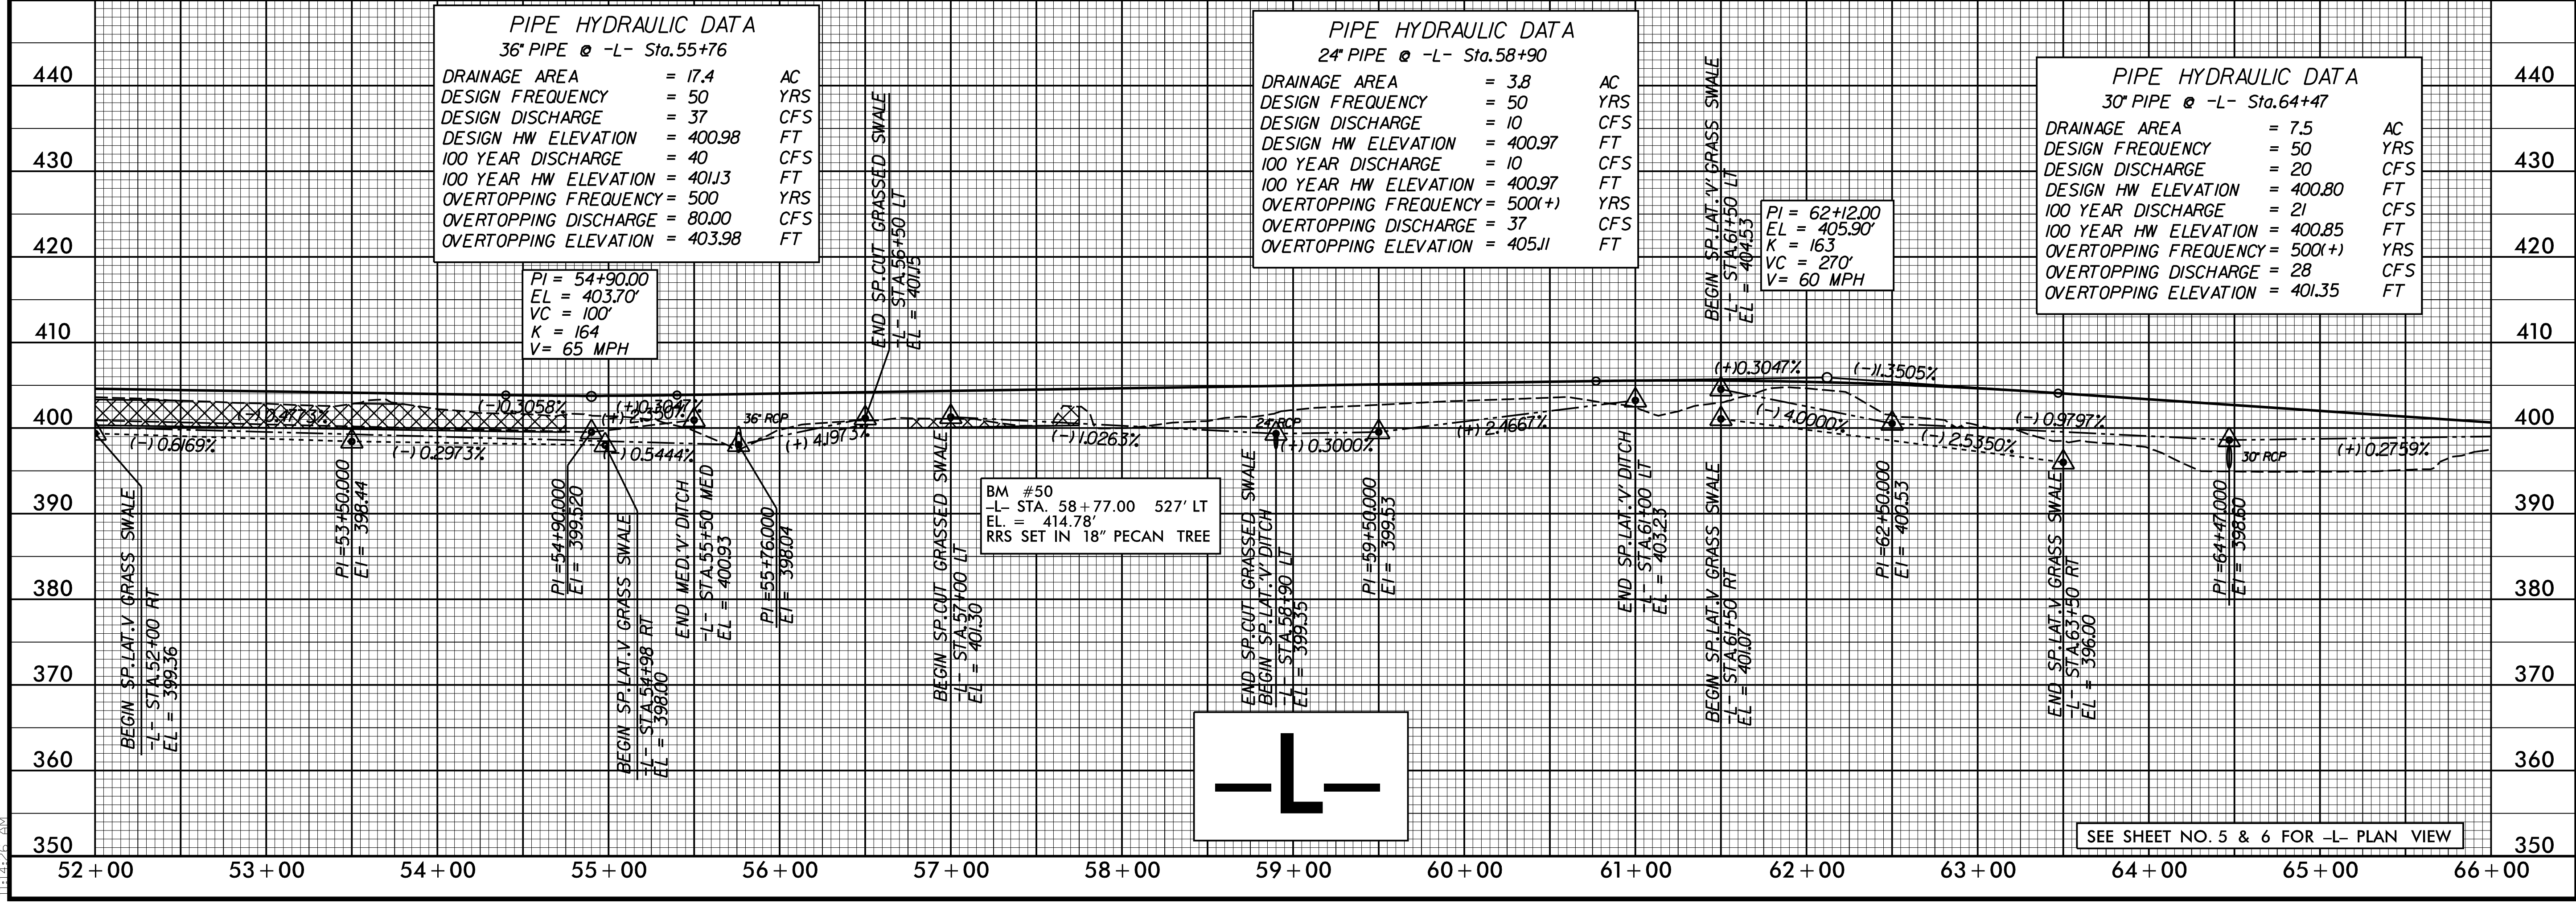 PIPE HYDRAULIC DATA
36" PIPE @ -L- Sta.55+76
DRAINAGE AREA = 17.4 AC
DESIGN FREQUENCY = 50 YRS
DESIGN DISCHARGE = 37 CFS
DESIGN HW ELEVATION = 400.98 FT
100 YEAR DISCHARGE = 40 CFS
100 YEAR HW ELEVATION = 401.13 FT
OVERTOPPING FREQUENCY = 500 YRS
OVERTOPPING DISCHARGE = 80.00 CFS
OVERTOPPING ELEVATION = 403.98 FT
PIPE HYDRAULIC DATA
24" PIPE @ -L- Sta.58+90
DRAINAGE AREA = 3.8 AC
DESIGN FREQUENCY = 50 YRS
DESIGN DISCHARGE = 10 CFS
DESIGN HW ELEVATION = 400.97 FT
100 YEAR DISCHARGE = 10 CFS
100 YEAR HW ELEVATION = 400.97 FT
OVERTOPPING FREQUENCY = 500(+) YRS
OVERTOPPING DISCHARGE = 37 CFS
OVERTOPPING ELEVATION = 405.11 FT
PIPE HYDRAULIC DATA
30" PIPE @ -L- Sta.64+47
DRAINAGE AREA = 7.5 AC
DESIGN FREQUENCY = 50 YRS
DESIGN DISCHARGE = 20 CFS
DESIGN HW ELEVATION = 400.80 FT
100 YEAR DISCHARGE = 21 CFS
100 YEAR HW ELEVATION = 400.85 FT
OVERTOPPING FREQUENCY = 500(+) YRS
OVERTOPPING DISCHARGE = 28 CFS
OVERTOPPING ELEVATION = 401.35 FT
PI = 54+90.00
EL = 403.70'
VC = 100'
K = 164
V= 65 MPH
PI = 62+12.00
EL = 405.90'
K = 163
VC = 270'
V= 60 MPH
END SP.CUT GRASSED SWALE
-L- STA.56+50 LT
EL = 401.15
BEGIN SP.LAT.'V' GRASS SWALE
-L- STA.61+50 LT
EL = 404.53
440
430
420
410
400
390
380
370
360
350
440
430
420
410
400
390
380
370
360
350
(-)0.4773%
(-)0.3058%
(+)0.3047%
36" RCP
(-)0.6169%
(-)0.2973%
(-)0.5444%
(+) 4.1973%
(-)1.0263%
24" RCP
(+)0.3000%
(+)2.4667%
(+)0.3047%
(-)1.3505%
(-)4.0000%
(-)2.5350%
(-)0.9797%
30" RCP
(+)0.2759%
BEGIN SP.LAT.V GRASS SWALE
-L- STA.52+00 RT
EL = 399.36
PI =53+50.000
El = 398.44
PI =54+90.000
El = 399.520
BEGIN SP.LAT.V GRASS SWALE
-L- STA.54+98 RT
EL = 398.00
END MED.'V' DITCH
-L- STA.55+50 MED
EL = 400.93
PI =55+76.000
El = 398.04
BEGIN SP.CUT GRASSED SWALE
-L- STA.57+00 LT
EL = 401.30
BM #50
-L- STA. 58+77.00 527' LT
EL. = 414.78'
RRS SET IN 18" PECAN TREE
END SP.CUT GRASSED SWALE
BEGIN SP.LAT.'V' DITCH
-L- STA.58+90 LT
EL = 399.35
PI =59+50.000
El = 399.53
END SP.LAT.'V' DITCH
-L- STA.61+00 LT
EL = 403.23
BEGIN SP.LAT.V GRASS SWALE
-L- STA.61+50 RT
EL = 401.07
PI =62+50.000
El = 400.53
END SP.LAT.V GRASS SWALE
-L- STA.63+50 RT
EL = 396.00
PI =64+47.000
El = 398.60
-L-
SEE SHEET NO. 5 & 6 FOR -L- PLAN VIEW
52+00 53+00 54+00 55+00 56+00 57+00 58+00 59+00 60+00 61+00 62+00 63+00 64+00 65+00 66+00